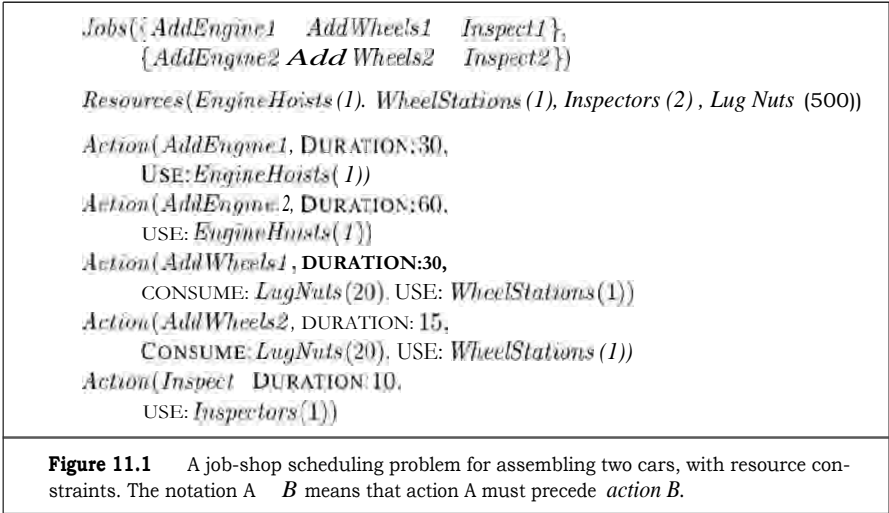 Jobs({AddEngine1 AddWheels1 Inspect1},
{AddEngine2 Add Wheels2 Inspect2})
Resources(EngineHoists (1). WheelStations (1), Inspectors (2) , Lug Nuts (500))
Action(AddEngine1, DURATION:30,
USE:EngineHoists( 1))
Action(AddEngine.2, DURATION:60,
USE: EngineHoists(1))
Action(AddWheels1, DURATION:30,
CONSUME: LugNuts(20). USE: WheelStations(1))
Action(AddWheels2, DURATION: 15,
CONSUME: LugNuts(20). USE: WheelStations (1))
Action(Inspect DURATION:10,
USE: Inspectors(1))
Figure 11.1 A job-shop scheduling problem for assembling two cars, with resource con-
straints. The notation A B means that action A must precede action B.